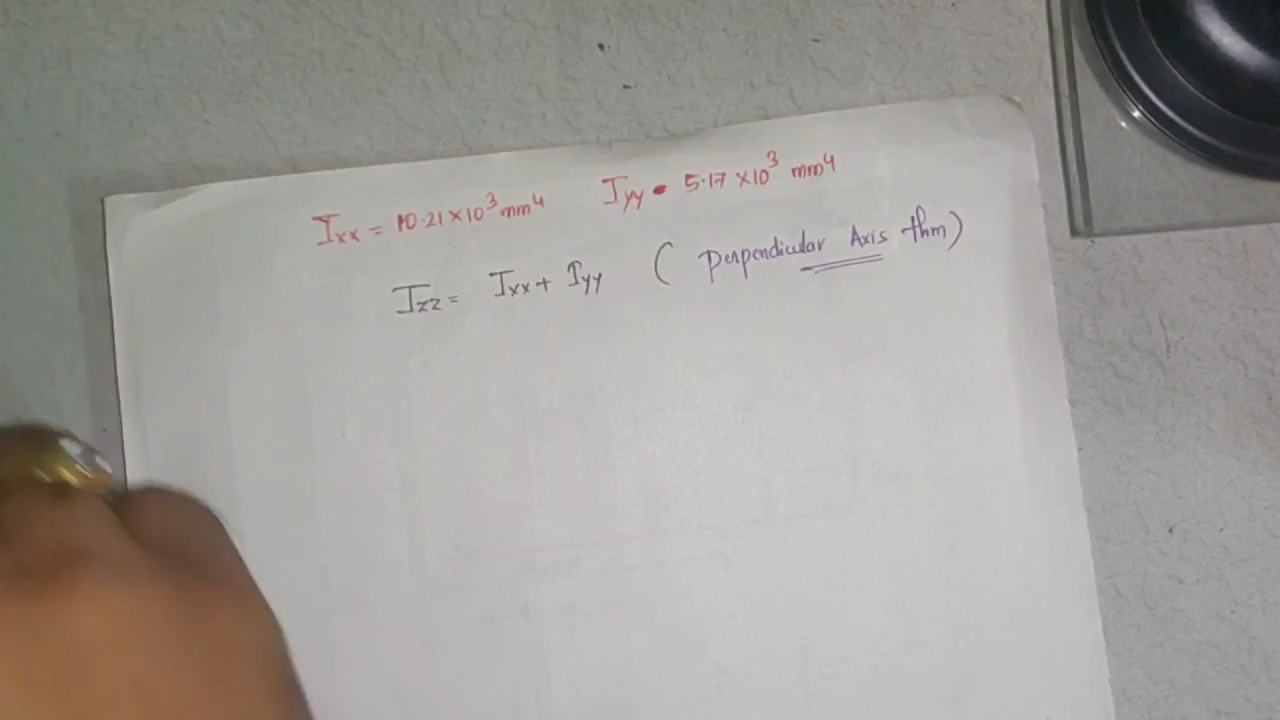 Ixx = 10.21 × 10³ mm⁴ Iyy = 5.17 × 10³ mm⁴
Izz = Ixx + Iyy ( Perpendicular Axis thm )